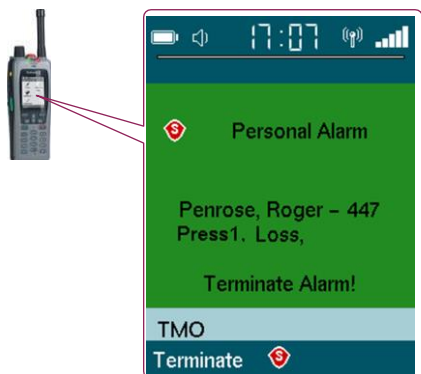 17:07
S Personal Alarm
Penrose, Roger – 447
Press1. Loss,
Terminate Alarm!
TMO
Terminate S